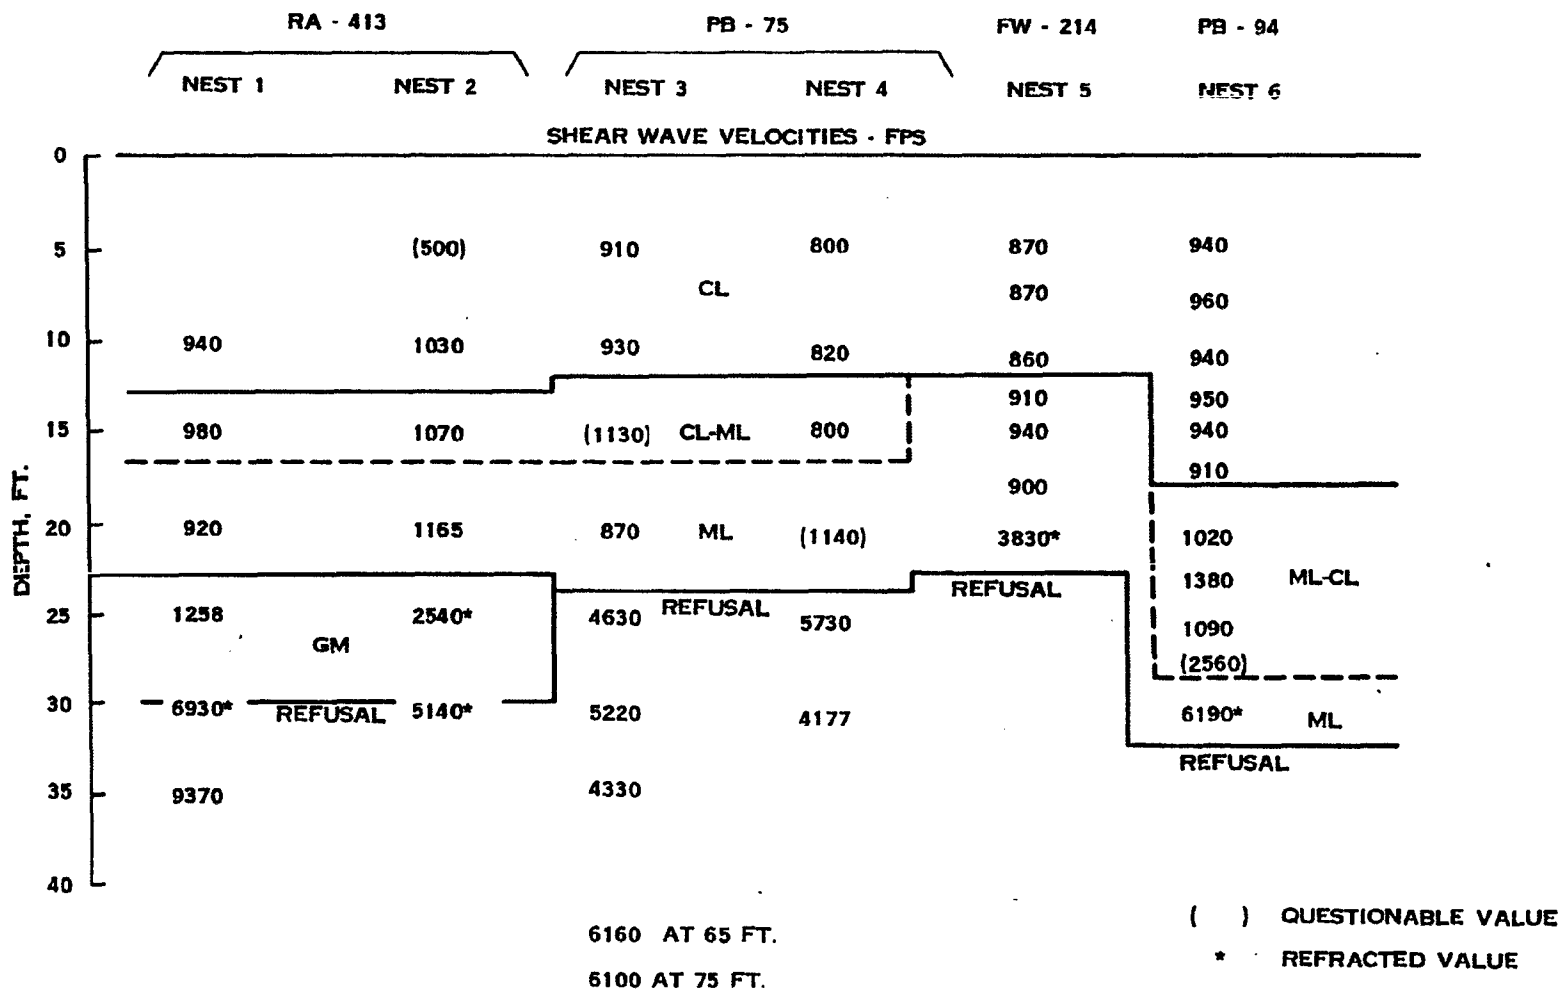 RA - 413 PB - 75 FW - 214 PB - 94
NEST 1 NEST 2 NEST 3 NEST 4 NEST 5 NEST 6
SHEAR WAVE VELOCITIES - FPS
DEPTH, FT.
0
5 (500) 910 800 870 940
CL 870 960
10 940 1030 930 820 860 940
910 950
15 980 1070 (1130) CL-ML 800 940 940
900 910
20 920 1165 870 ML (1140) 3830* 1020
REFUSAL 1380 ML-CL
25 1258 2540* 4630 REFUSAL 5730 1090
GM (2560)
30 6930* REFUSAL 5140* 5220 4177 6190* ML
REFUSAL
35 9370 4330
40
6160 AT 65 FT.
6100 AT 75 FT.
( ) QUESTIONABLE VALUE
* REFRACTED VALUE